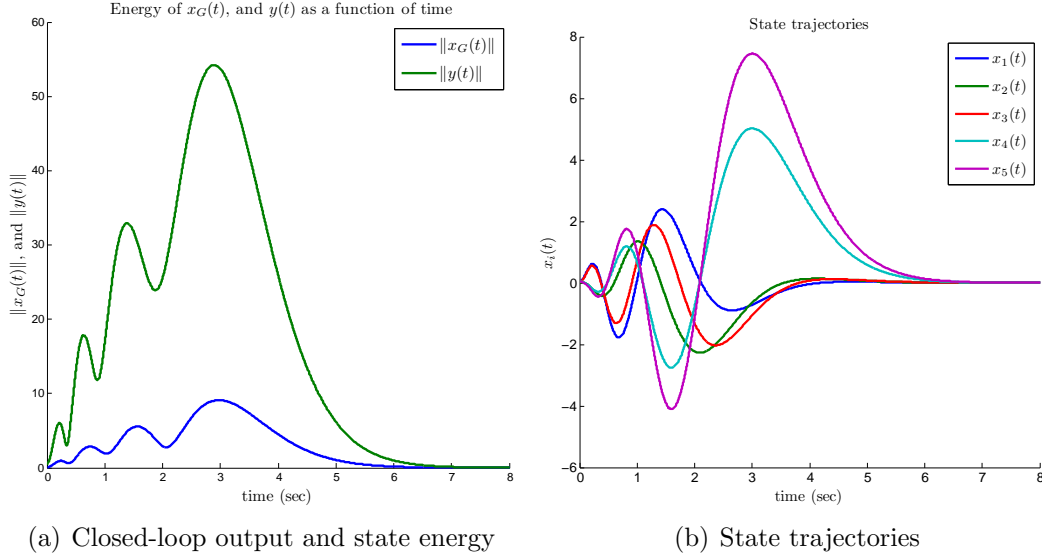 Energy of x_G(t), and y(t) as a function of time
‖x_G(t)‖, and ‖y(t)‖
60
50
40
30
20
10
0
‖x_G(t)‖
‖y(t)‖
0 1 2 3 4 5 6 7 8
time (sec)
(a) Closed-loop output and state energy
State trajectories
x_i(t)
8
6
4
2
0
−2
−4
−6
x_1(t)
x_2(t)
x_3(t)
x_4(t)
x_5(t)
0 1 2 3 4 5 6 7 8
time (sec)
(b) State trajectories